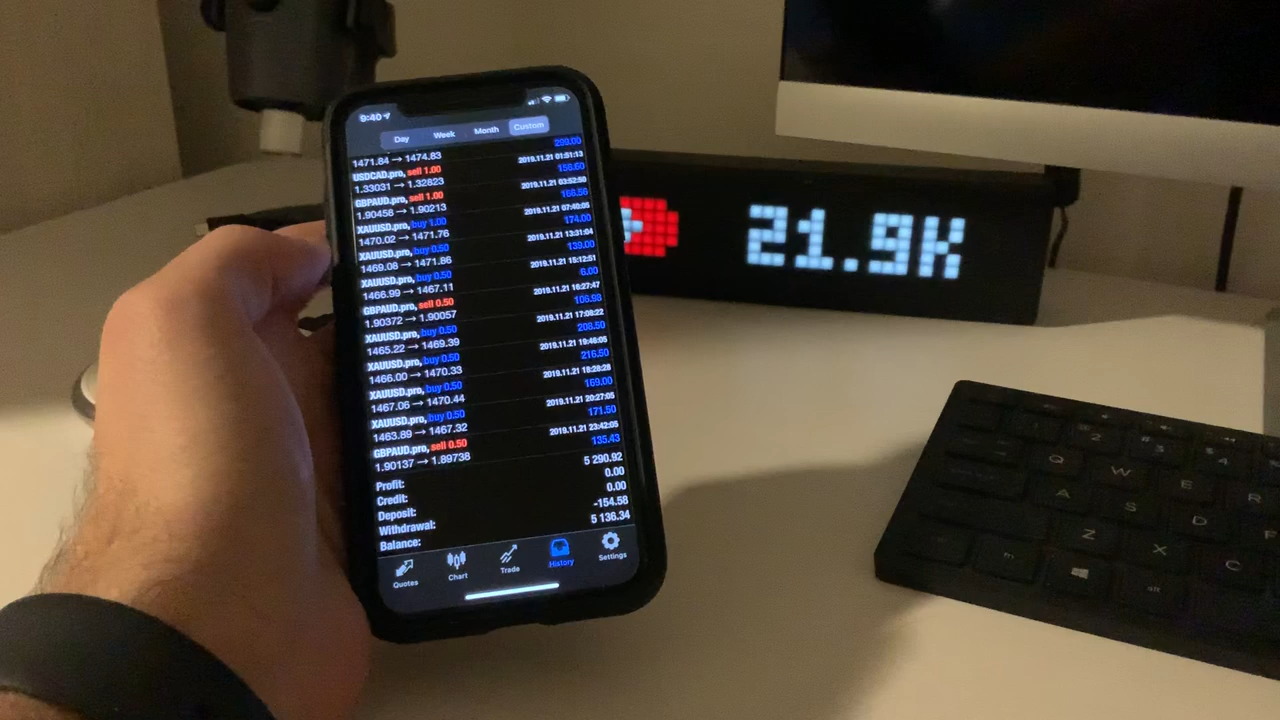 9:40
Day Week Month Custom
1471.84 → 1474.83 299.00
USDCAD.pro, sell 1.00 2019.11.21 01:51:13
1.33031 → 1.32823 156.60
GBPAUD.pro, sell 1.00 2019.11.21 03:52:50
1.90456 → 1.90213 166.56
XAUUSD.pro, buy 1.00 2019.11.21 07:40:05
1470.02 → 1471.76 174.00
XAUUSD.pro, buy 0.50 2019.11.21 13:31:04
1469.08 → 1471.86 139.00
XAUUSD.pro, buy 0.50 2019.11.21 15:12:51
1466.99 → 1467.11 6.00
GBPAUD.pro, sell 0.50 2019.11.21 16:27:47
1.90372 → 1.90057 106.98
XAUUSD.pro, buy 0.50 2019.11.21 17:08:22
1465.22 → 1469.39 208.50
XAUUSD.pro, buy 0.50 2019.11.21 19:46:05
1466.00 → 1470.33 216.50
XAUUSD.pro, buy 0.50 2019.11.21 18:28:28
1467.06 → 1470.44 169.00
XAUUSD.pro, buy 0.50 2019.11.21 20:27:05
1463.89 → 1467.32 171.50
GBPAUD.pro, sell 0.50 2019.11.21 23:42:05
1.90137 → 1.89738 135.43
Profit: 5 290.92
Credit: 0.00
Deposit: 0.00
Withdrawal: -154.58
Balance: 5 136.34
Quotes Chart Trade History Settings
21.9K
2 3 4
Q W E R
A S D F
Z X C
fn alt